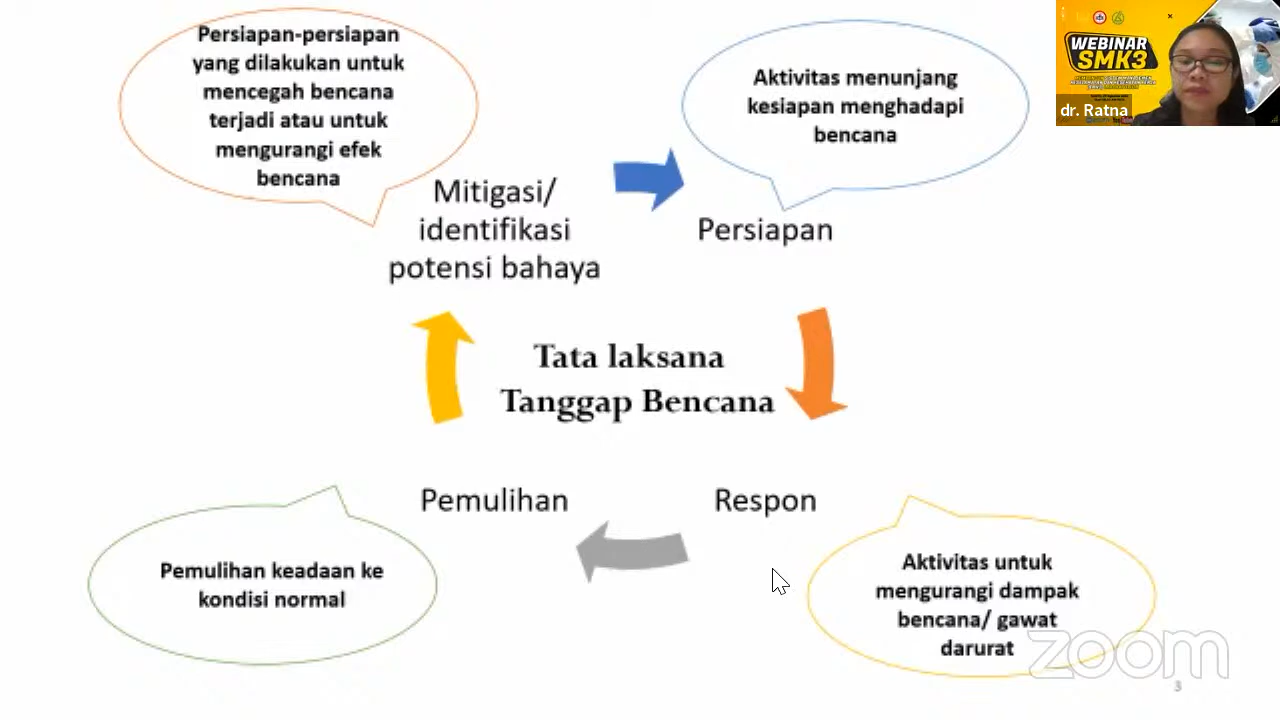 Persiapan-persiapan
yang dilakukan untuk
mencegah bencana
terjadi atau untuk
mengurangi efek
bencana
Aktivitas menunjang
kesiapan menghadapi
bencana
WEBINAR
SMK3
dr. Ratna
Mitigasi/
identifikasi
potensi bahaya
Persiapan
Tata laksana
Tanggap Bencana
Pemulihan
Respon
Pemulihan keadaan ke
kondisi normal
Aktivitas untuk
mengurangi dampak
bencana/ gawat
darurat
zoom
3